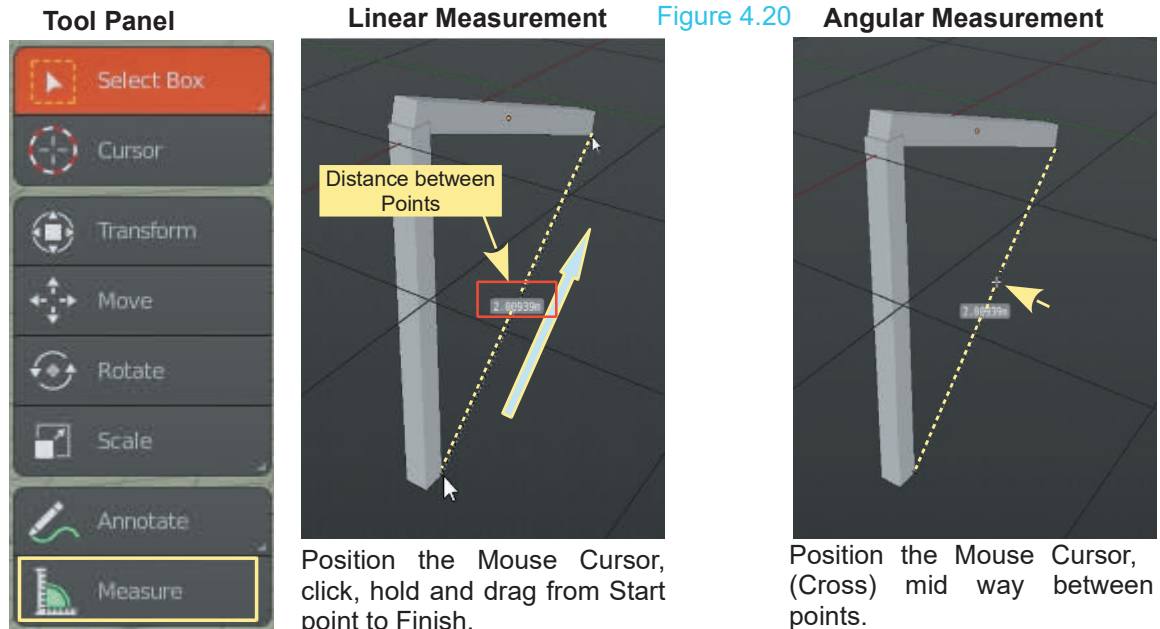 Tool Panel
Linear Measurement
Figure 4.20
Angular Measurement
Select Box
Cursor
Transform
Move
Rotate
Scale
Annotate
Measure
Distance between
Points
2.80939m
Position the Mouse Cursor,
click, hold and drag from Start
point to Finish.
2.80939m
Position the Mouse Cursor,
(Cross) mid way between
points.